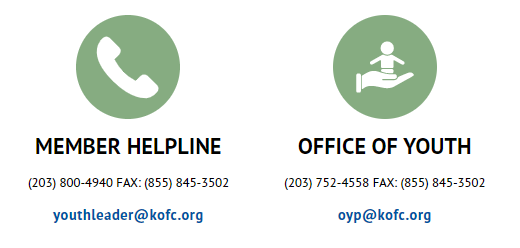 MEMBER HELPLINE
(203) 800-4940 FAX: (855) 845-3502
youthleader@kofc.org
OFFICE OF YOUTH
(203) 752-4558 FAX: (855) 845-3502
oyp@kofc.org